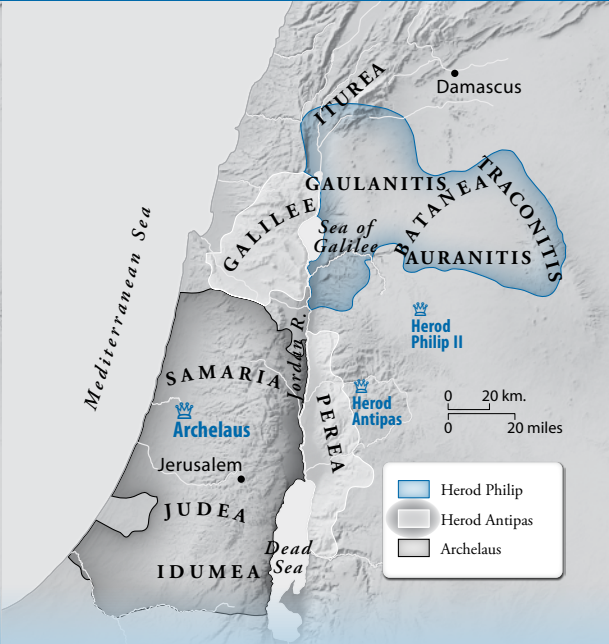 ITUREA
Damascus
GAULANITIS
TRACONITIS
BATANEA
GALILEE
Sea of
Galilee
AURANITIS
Mediterranean Sea
Herod
Philip II
Jordan R.
SAMARIA
Herod
Antipas
PEREA
0 20 km.
0 20 miles
Archelaus
Jerusalem
JUDEA
Dead
Sea
IDUMEA
Herod Philip
Herod Antipas
Archelaus